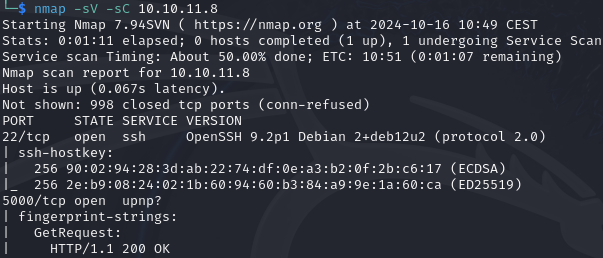 └─$ nmap -sV -sC 10.10.11.8
Starting Nmap 7.94SVN ( https://nmap.org ) at 2024-10-16 10:49 CEST
Stats: 0:01:11 elapsed; 0 hosts completed (1 up), 1 undergoing Service Scan
Service scan Timing: About 50.00% done; ETC: 10:51 (0:01:07 remaining)
Nmap scan report for 10.10.11.8
Host is up (0.067s latency).
Not shown: 998 closed tcp ports (conn-refused)
PORT     STATE SERVICE VERSION
22/tcp   open  ssh     OpenSSH 9.2p1 Debian 2+deb12u2 (protocol 2.0)
| ssh-hostkey:
|   256 90:02:94:28:3d:ab:22:74:df:0e:a3:b2:0f:2b:c6:17 (ECDSA)
|_  256 2e:b9:08:24:02:1b:60:94:60:b3:84:a9:9e:1a:60:ca (ED25519)
5000/tcp open  upnp?
| fingerprint-strings:
|   GetRequest:
|     HTTP/1.1 200 OK